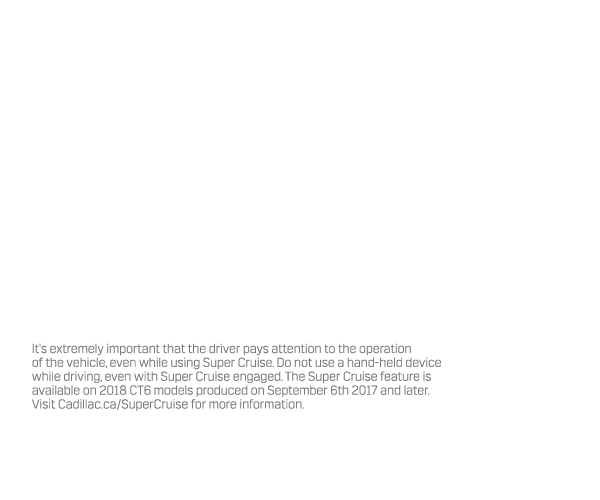 It's extremely important that the driver pays attention to the operation
of the vehicle, even while using Super Cruise. Do not use a hand-held device
while driving, even with Super Cruise engaged. The Super Cruise feature is
available on 2018 CT6 models produced on September 6th 2017 and later.
Visit Cadillac.ca/SuperCruise for more information.